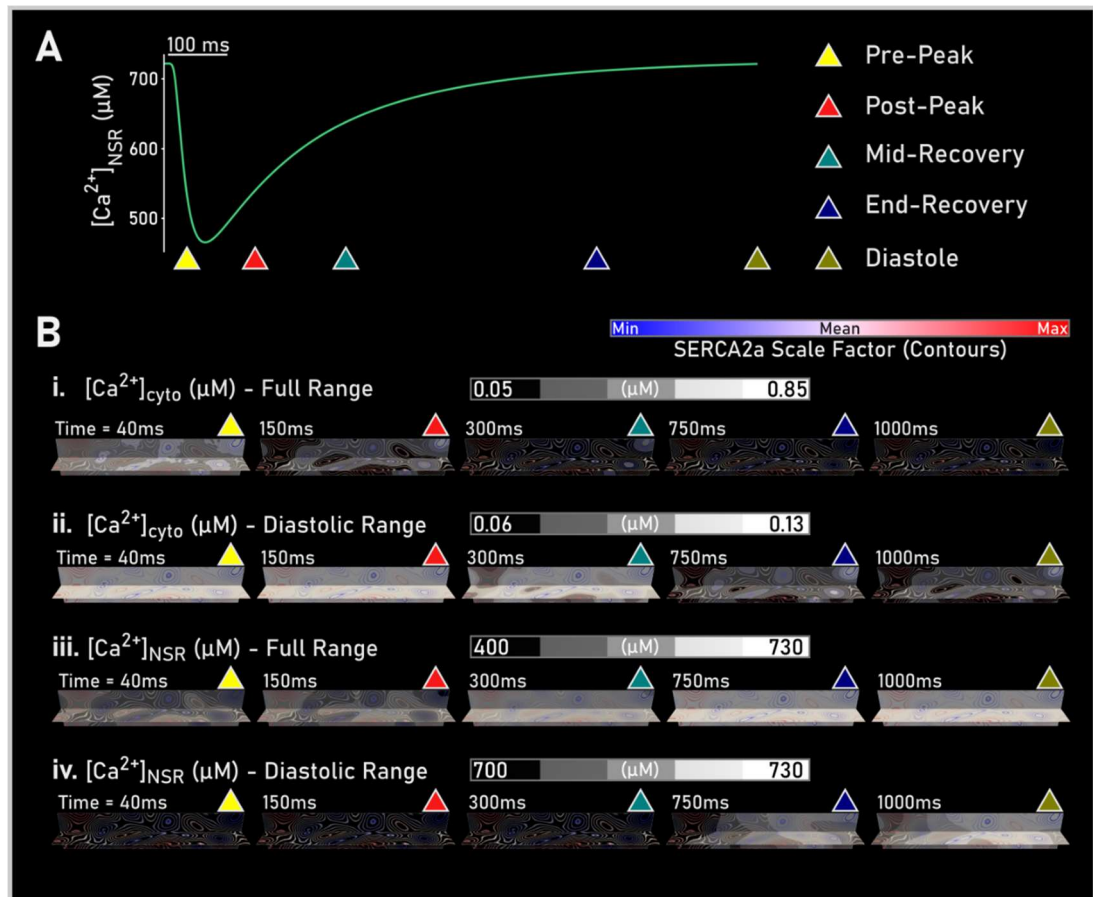 A
100 ms
700
600
500
[Ca²⁺]NSR (μM)
Pre-Peak
Post-Peak
Mid-Recovery
End-Recovery
Diastole
B
Min Mean Max
SERCA2a Scale Factor (Contours)
i. [Ca²⁺]cyto (μM) - Full Range
0.05 (μM) 0.85
Time = 40ms 150ms 300ms 750ms 1000ms
ii. [Ca²⁺]cyto (μM) - Diastolic Range
0.06 (μM) 0.13
Time = 40ms 150ms 300ms 750ms 1000ms
iii. [Ca²⁺]NSR (μM) - Full Range
400 (μM) 730
Time = 40ms 150ms 300ms 750ms 1000ms
iv. [Ca²⁺]NSR (μM) - Diastolic Range
700 (μM) 730
Time = 40ms 150ms 300ms 750ms 1000ms